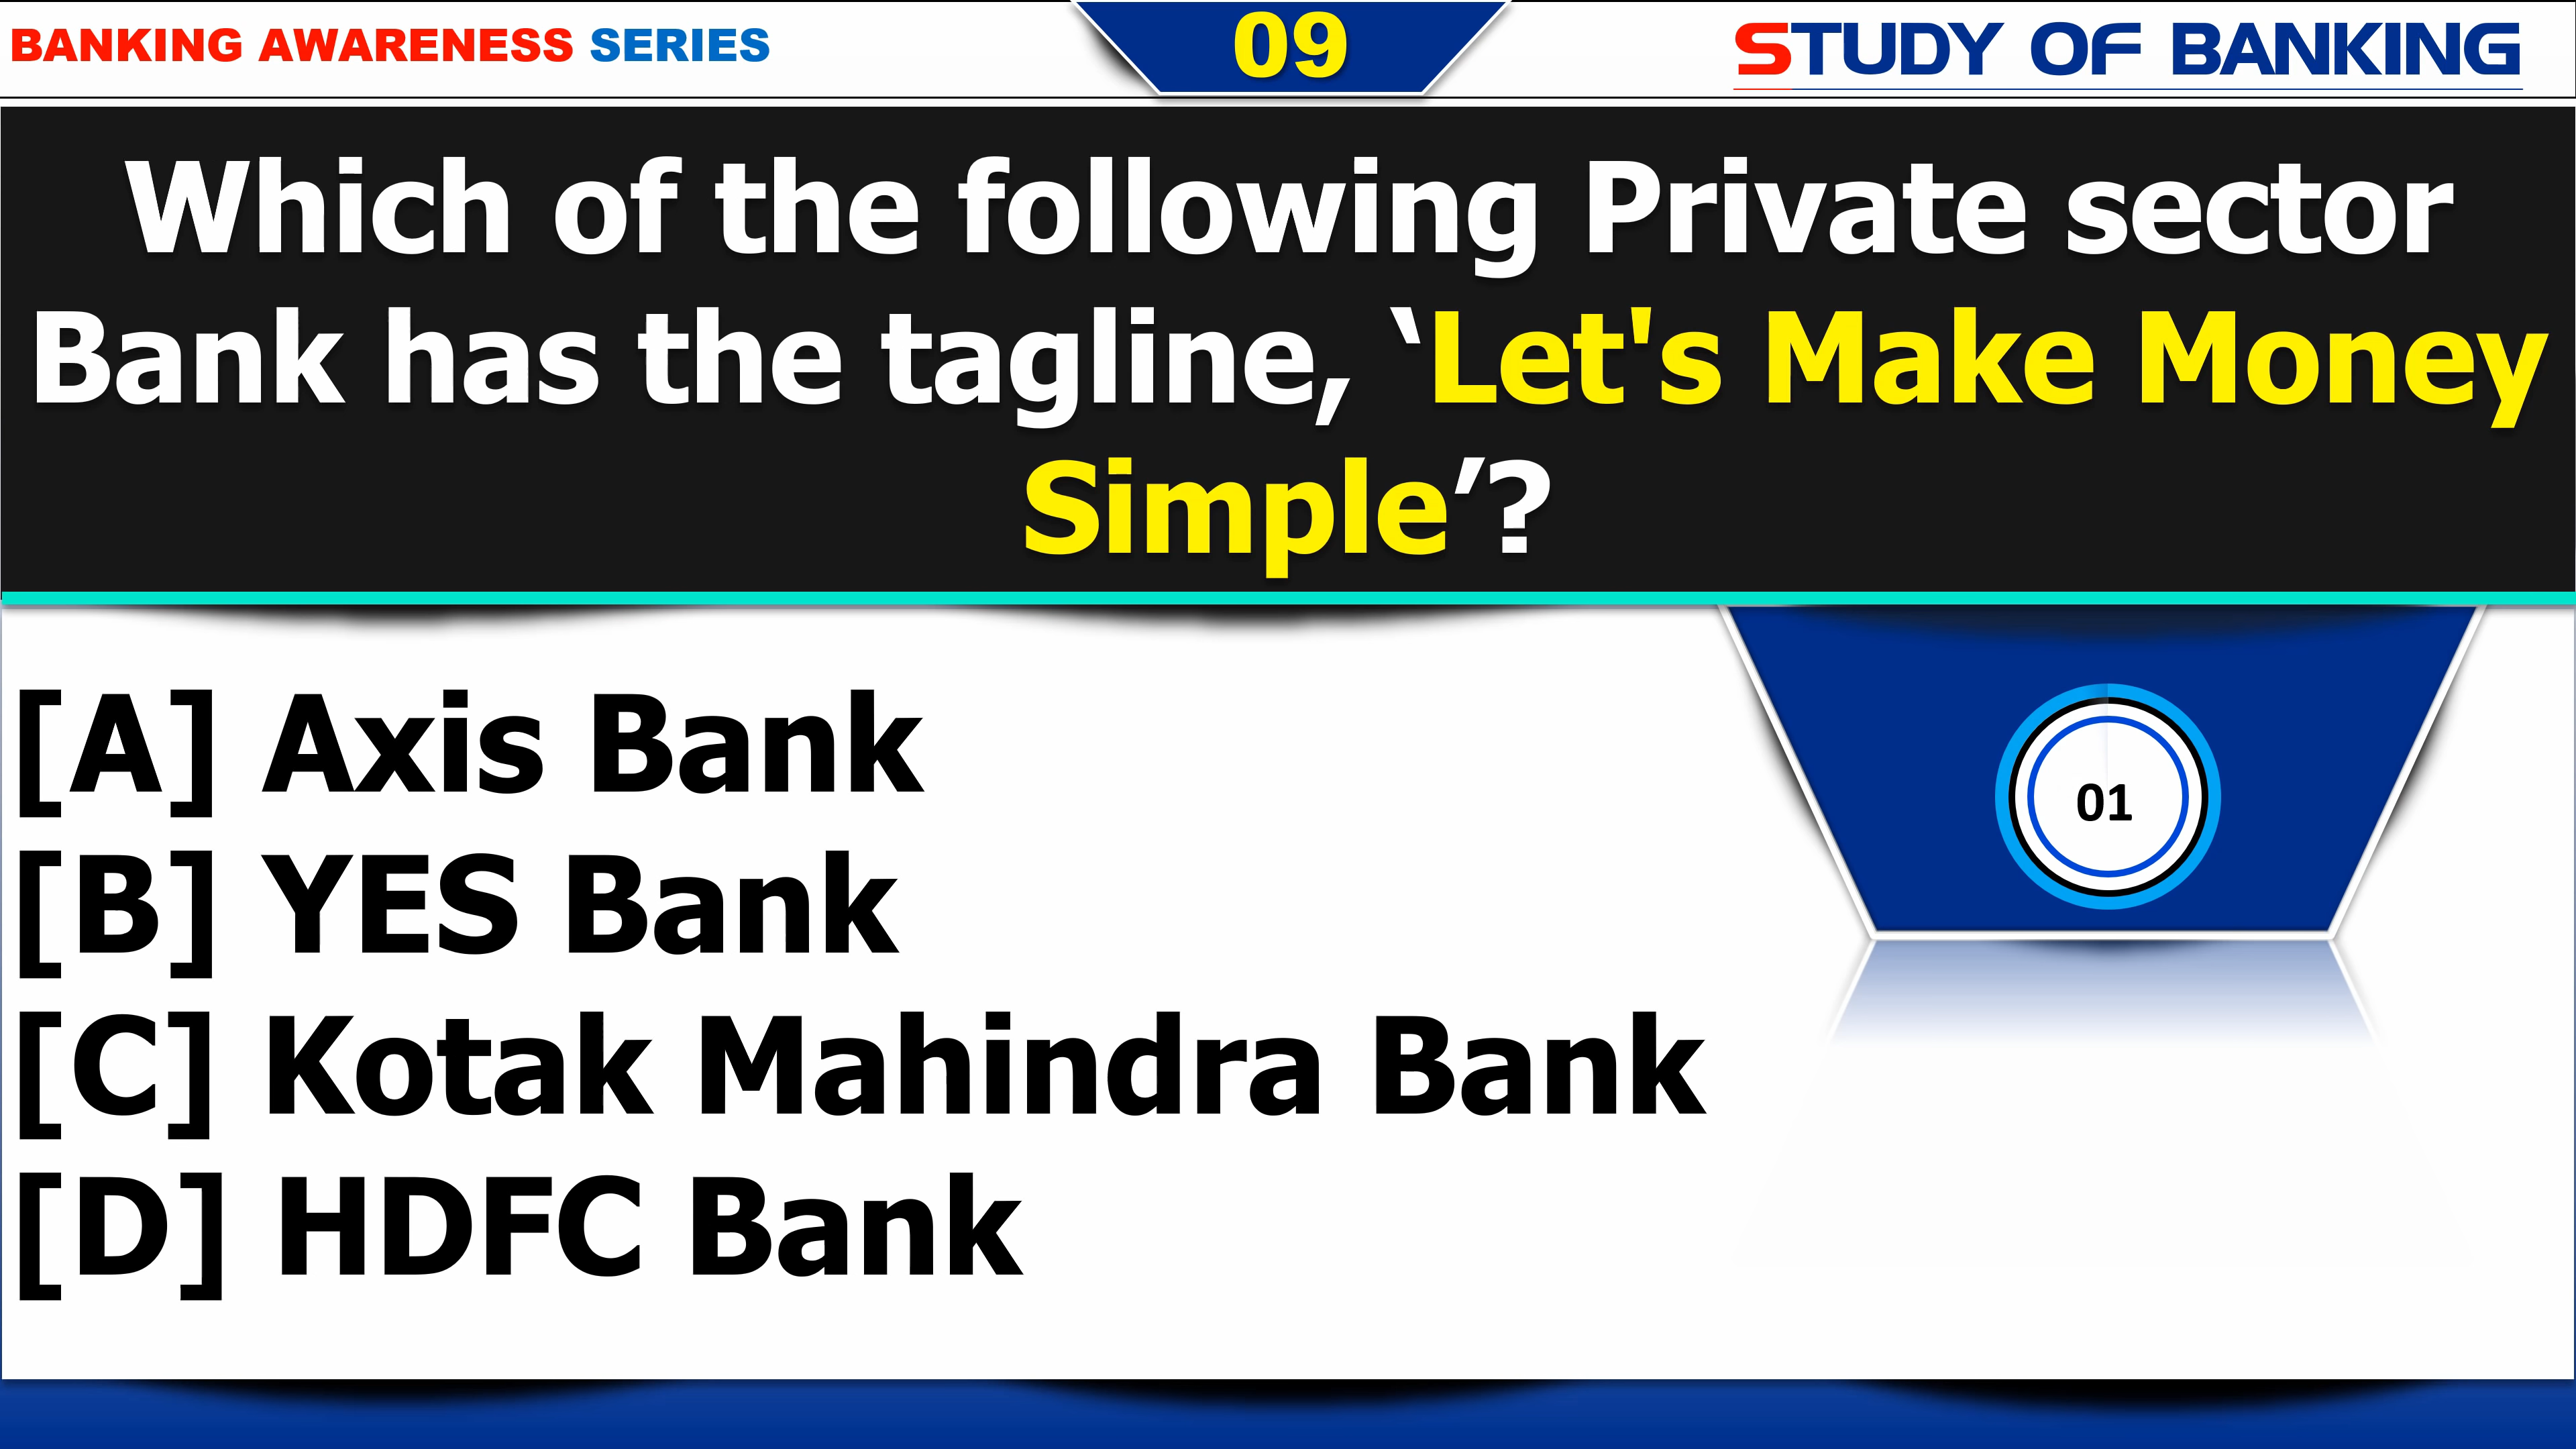 BANKING AWARENESS SERIES
09
STUDY OF BANKING
Which of the following Private sector
Bank has the tagline, ‘Let's Make Money
Simple’?
[A] Axis Bank
[B] YES Bank
[C] Kotak Mahindra Bank
[D] HDFC Bank
01